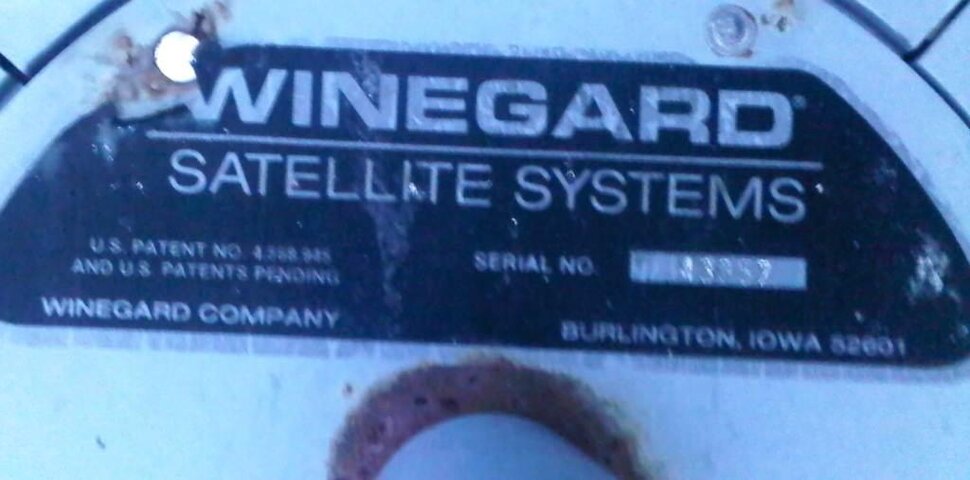 WINEGARD®
SATELLITE SYSTEMS
U.S. PATENT NO.
AND U.S. PATENTS PENDING
SERIAL NO.
WINEGARD COMPANY
BURLINGTON, IOWA 52601